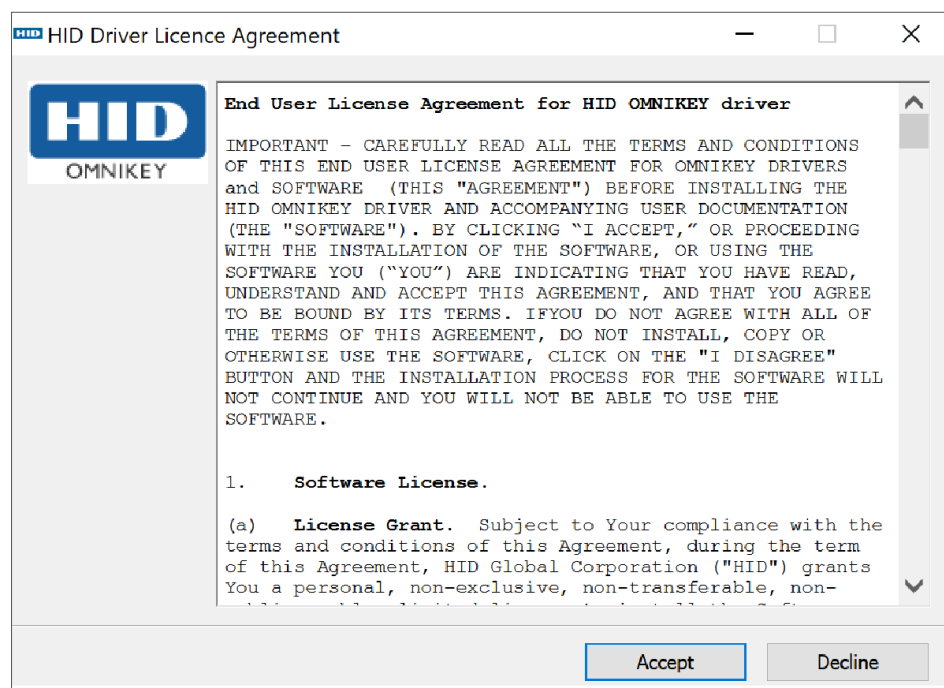 HID HID Driver Licence Agreement
HID
OMNIKEY
End User License Agreement for HID OMNIKEY driver
IMPORTANT – CAREFULLY READ ALL THE TERMS AND CONDITIONS
OF THIS END USER LICENSE AGREEMENT FOR OMNIKEY DRIVERS
and SOFTWARE (THIS "AGREEMENT") BEFORE INSTALLING THE
HID OMNIKEY DRIVER AND ACCOMPANYING USER DOCUMENTATION
(THE "SOFTWARE"). BY CLICKING “I ACCEPT,” OR PROCEEDING
WITH THE INSTALLATION OF THE SOFTWARE, OR USING THE
SOFTWARE YOU (“YOU”) ARE INDICATING THAT YOU HAVE READ,
UNDERSTAND AND ACCEPT THIS AGREEMENT, AND THAT YOU AGREE
TO BE BOUND BY ITS TERMS. IFYOU DO NOT AGREE WITH ALL OF
THE TERMS OF THIS AGREEMENT, DO NOT INSTALL, COPY OR
OTHERWISE USE THE SOFTWARE, CLICK ON THE "I DISAGREE"
BUTTON AND THE INSTALLATION PROCESS FOR THE SOFTWARE WILL
NOT CONTINUE AND YOU WILL NOT BE ABLE TO USE THE
SOFTWARE.
1. Software License.
(a) License Grant. Subject to Your compliance with the
terms and conditions of this Agreement, during the term
of this Agreement, HID Global Corporation ("HID") grants
You a personal, non-exclusive, non-transferable, non-
Accept
Decline